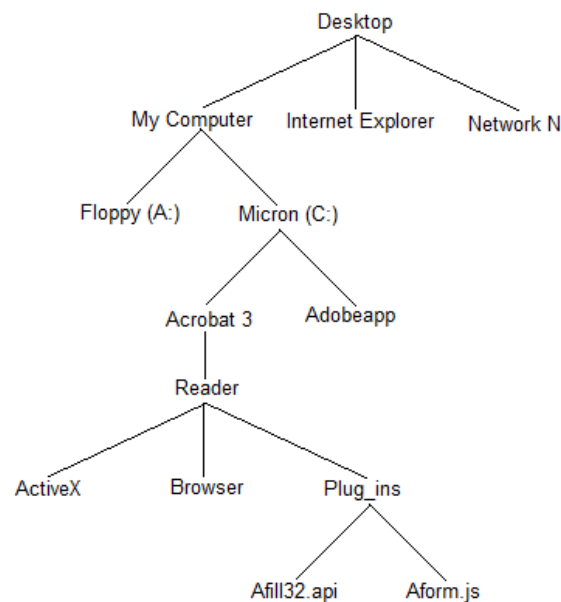 Desktop
My Computer
Internet Explorer
Network N
Floppy (A:)
Micron (C:)
Acrobat 3
Adobeapp
Reader
ActiveX
Browser
Plug_ins
Afill32.api
Aform.js